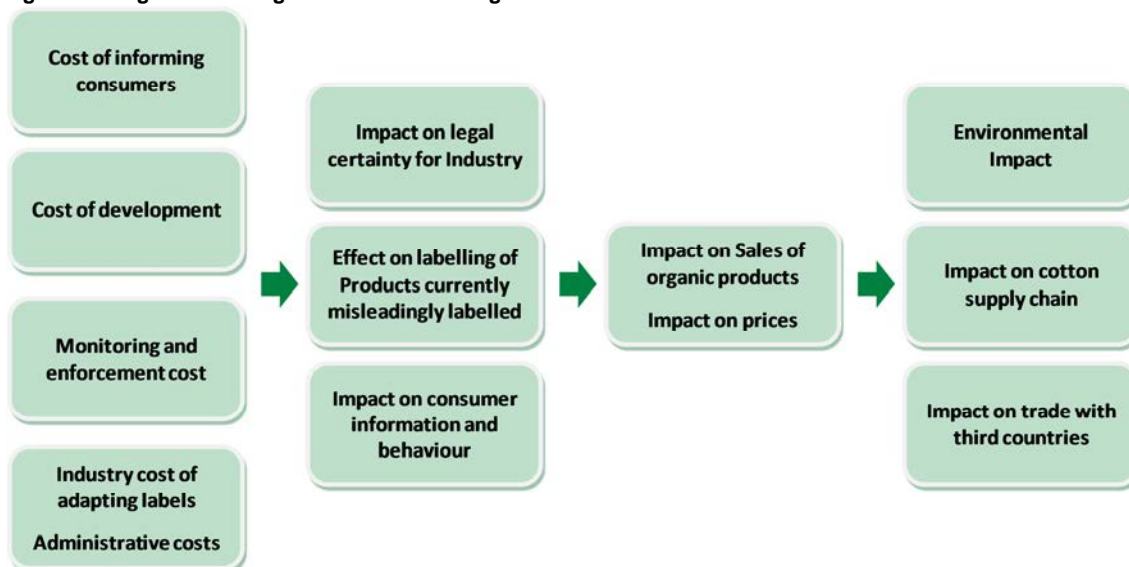 Cost of informing
consumers
Cost of development
Monitoring and
enforcement cost
Industry cost of
adapting labels
Administrative costs
Impact on legal
certainty for Industry
Effect on labelling of
Products currently
misleadingly labelled
Impact on consumer
information and
behaviour
Impact on Sales of
organic products
Impact on prices
Environmental
Impact
Impact on cotton
supply chain
Impact on trade with
third countries